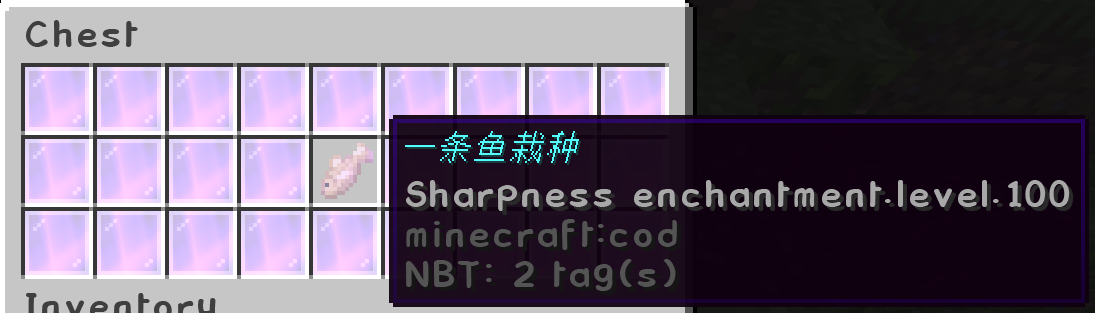 Chest
一条鱼栽种
Sharpness enchantment.level.100
minecraft:cod
NBT: 2 tag(s)
Inventory